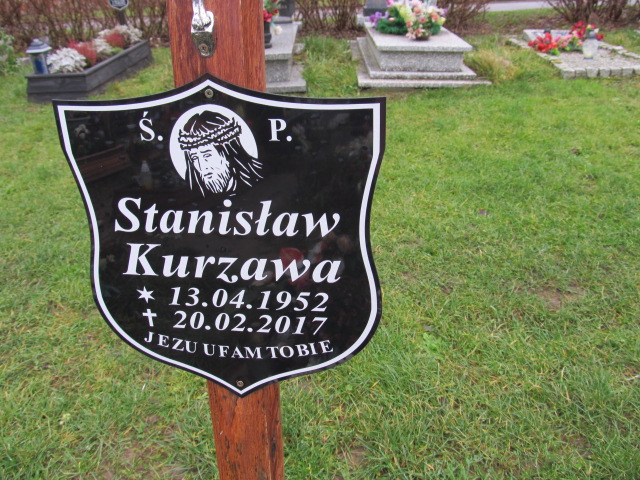 Ś. P.
Stanisław
Kurzawa
* 13.04.1952
✝ 20.02.2017
JEZU UFAM TOBIE